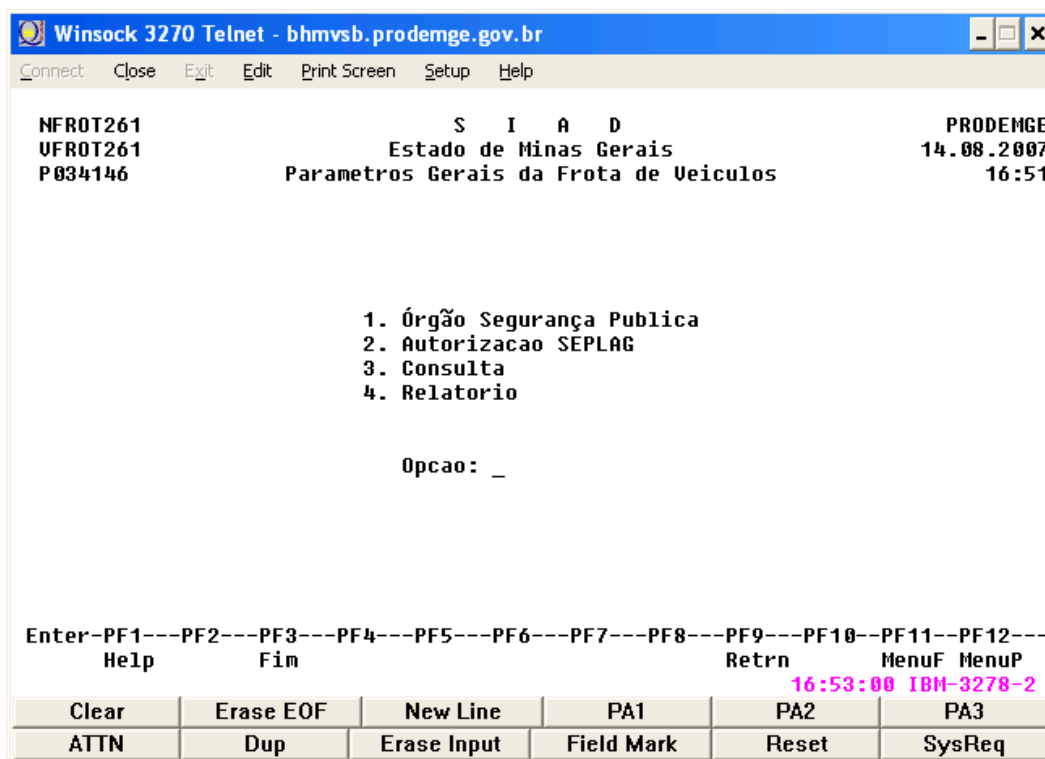 Winsock 3270 Telnet - bhmvsb.prodemge.gov.br
Connect Close Exit Edit Print Screen Setup Help
NFROT261 S I A D PRODEMGE
VFROT261 Estado de Minas Gerais 14.08.2007
P034146 Parametros Gerais da Frota de Veiculos 16:51
1. Órgão Segurança Publica
2. Autorizacao SEPLAG
3. Consulta
4. Relatorio
Opcao: _
Enter-PF1---PF2---PF3---PF4---PF5---PF6---PF7---PF8---PF9---PF10--PF11--PF12---
Help Fim Retrn MenuF MenuP
16:53:00 IBM-3278-2
Clear Erase EOF New Line PA1 PA2 PA3
ATTN Dup Erase Input Field Mark Reset SysReq